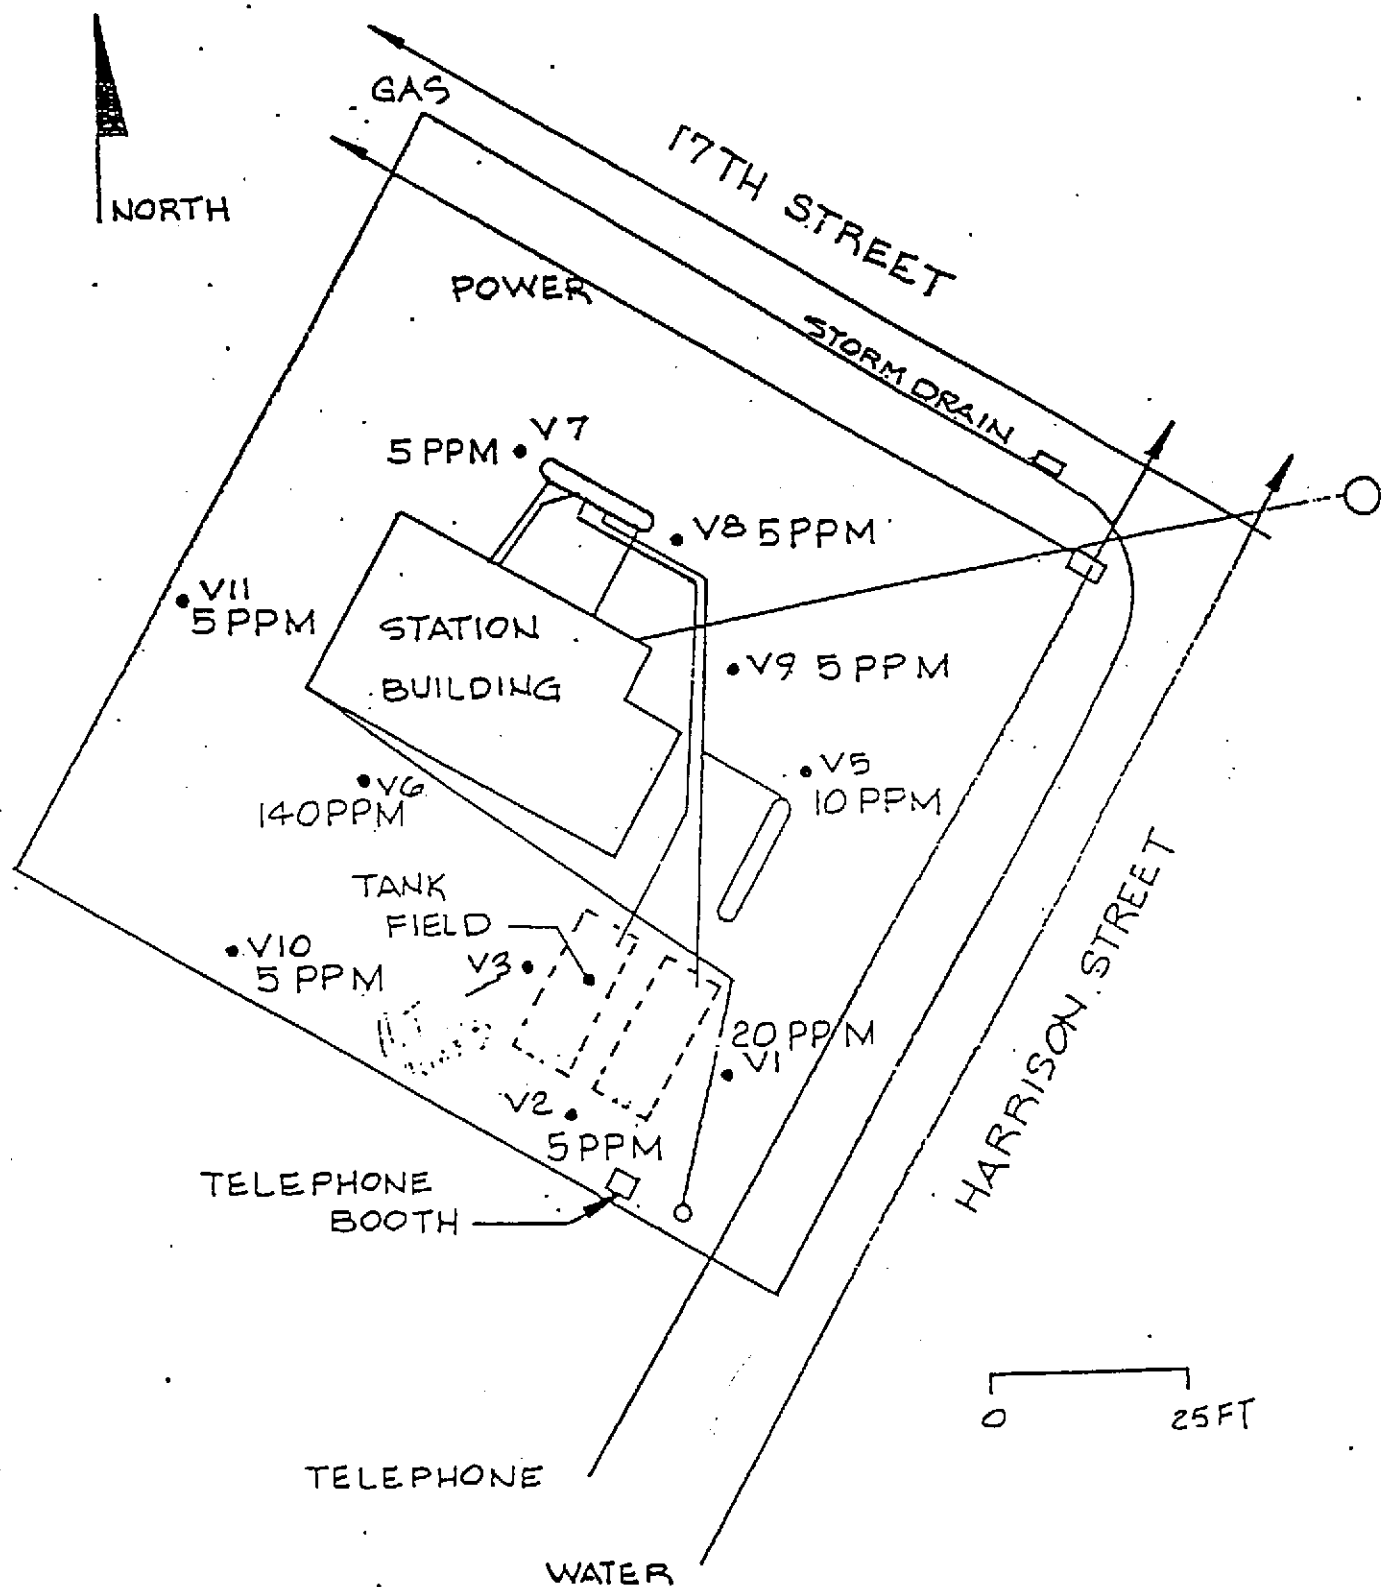 GAS
17TH STREET
NORTH
POWER
STORM DRAIN
V7
5 PPM
V8 5 PPM
V11
5 PPM
STATION
BUILDING
V9 5 PPM
V5
10 PPM
V6
140 PPM
TANK
FIELD
V10
5 PPM
V3
20 PPM
V1
V2
5 PPM
HARRISON STREET
TELEPHONE
BOOTH
0 25 FT
TELEPHONE
WATER